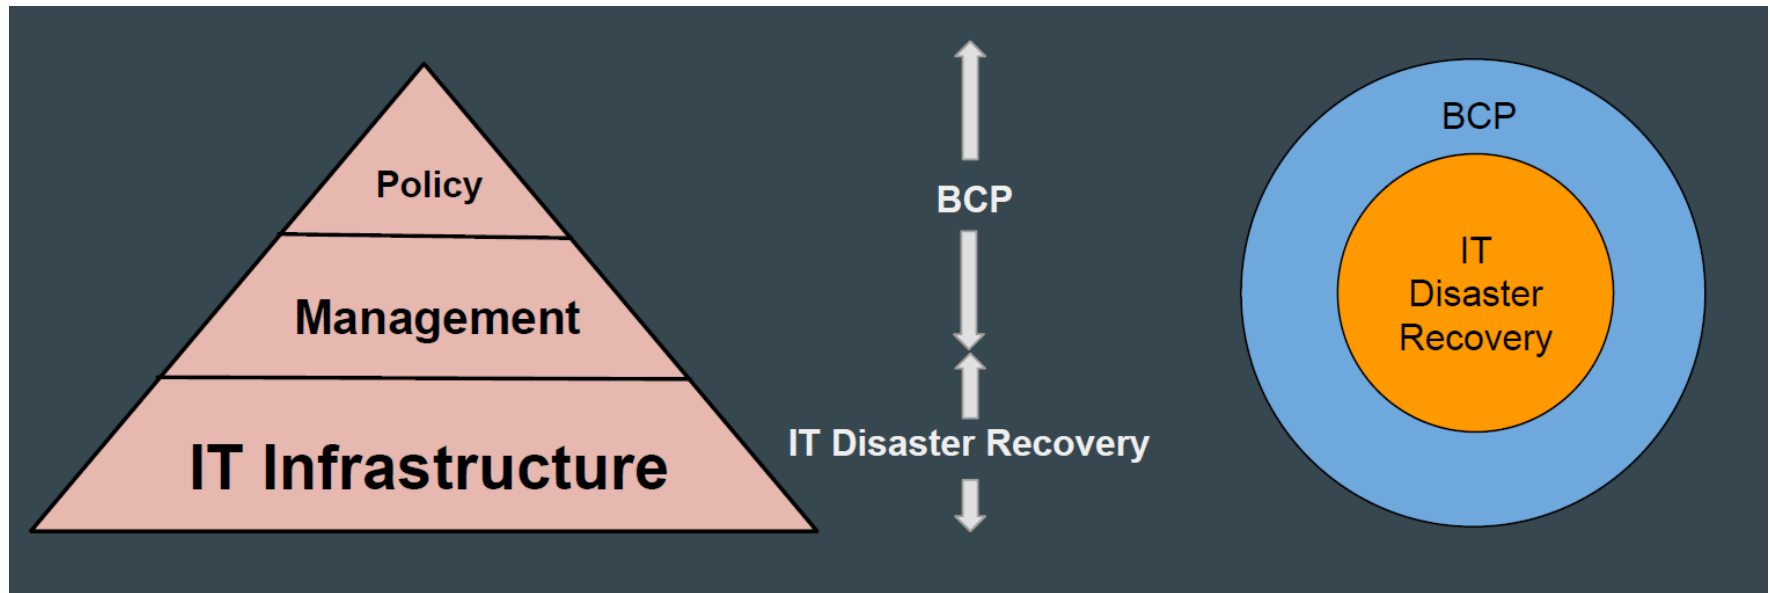 Policy
Management
IT Infrastructure
BCP
IT Disaster Recovery
BCP
IT
Disaster
Recovery